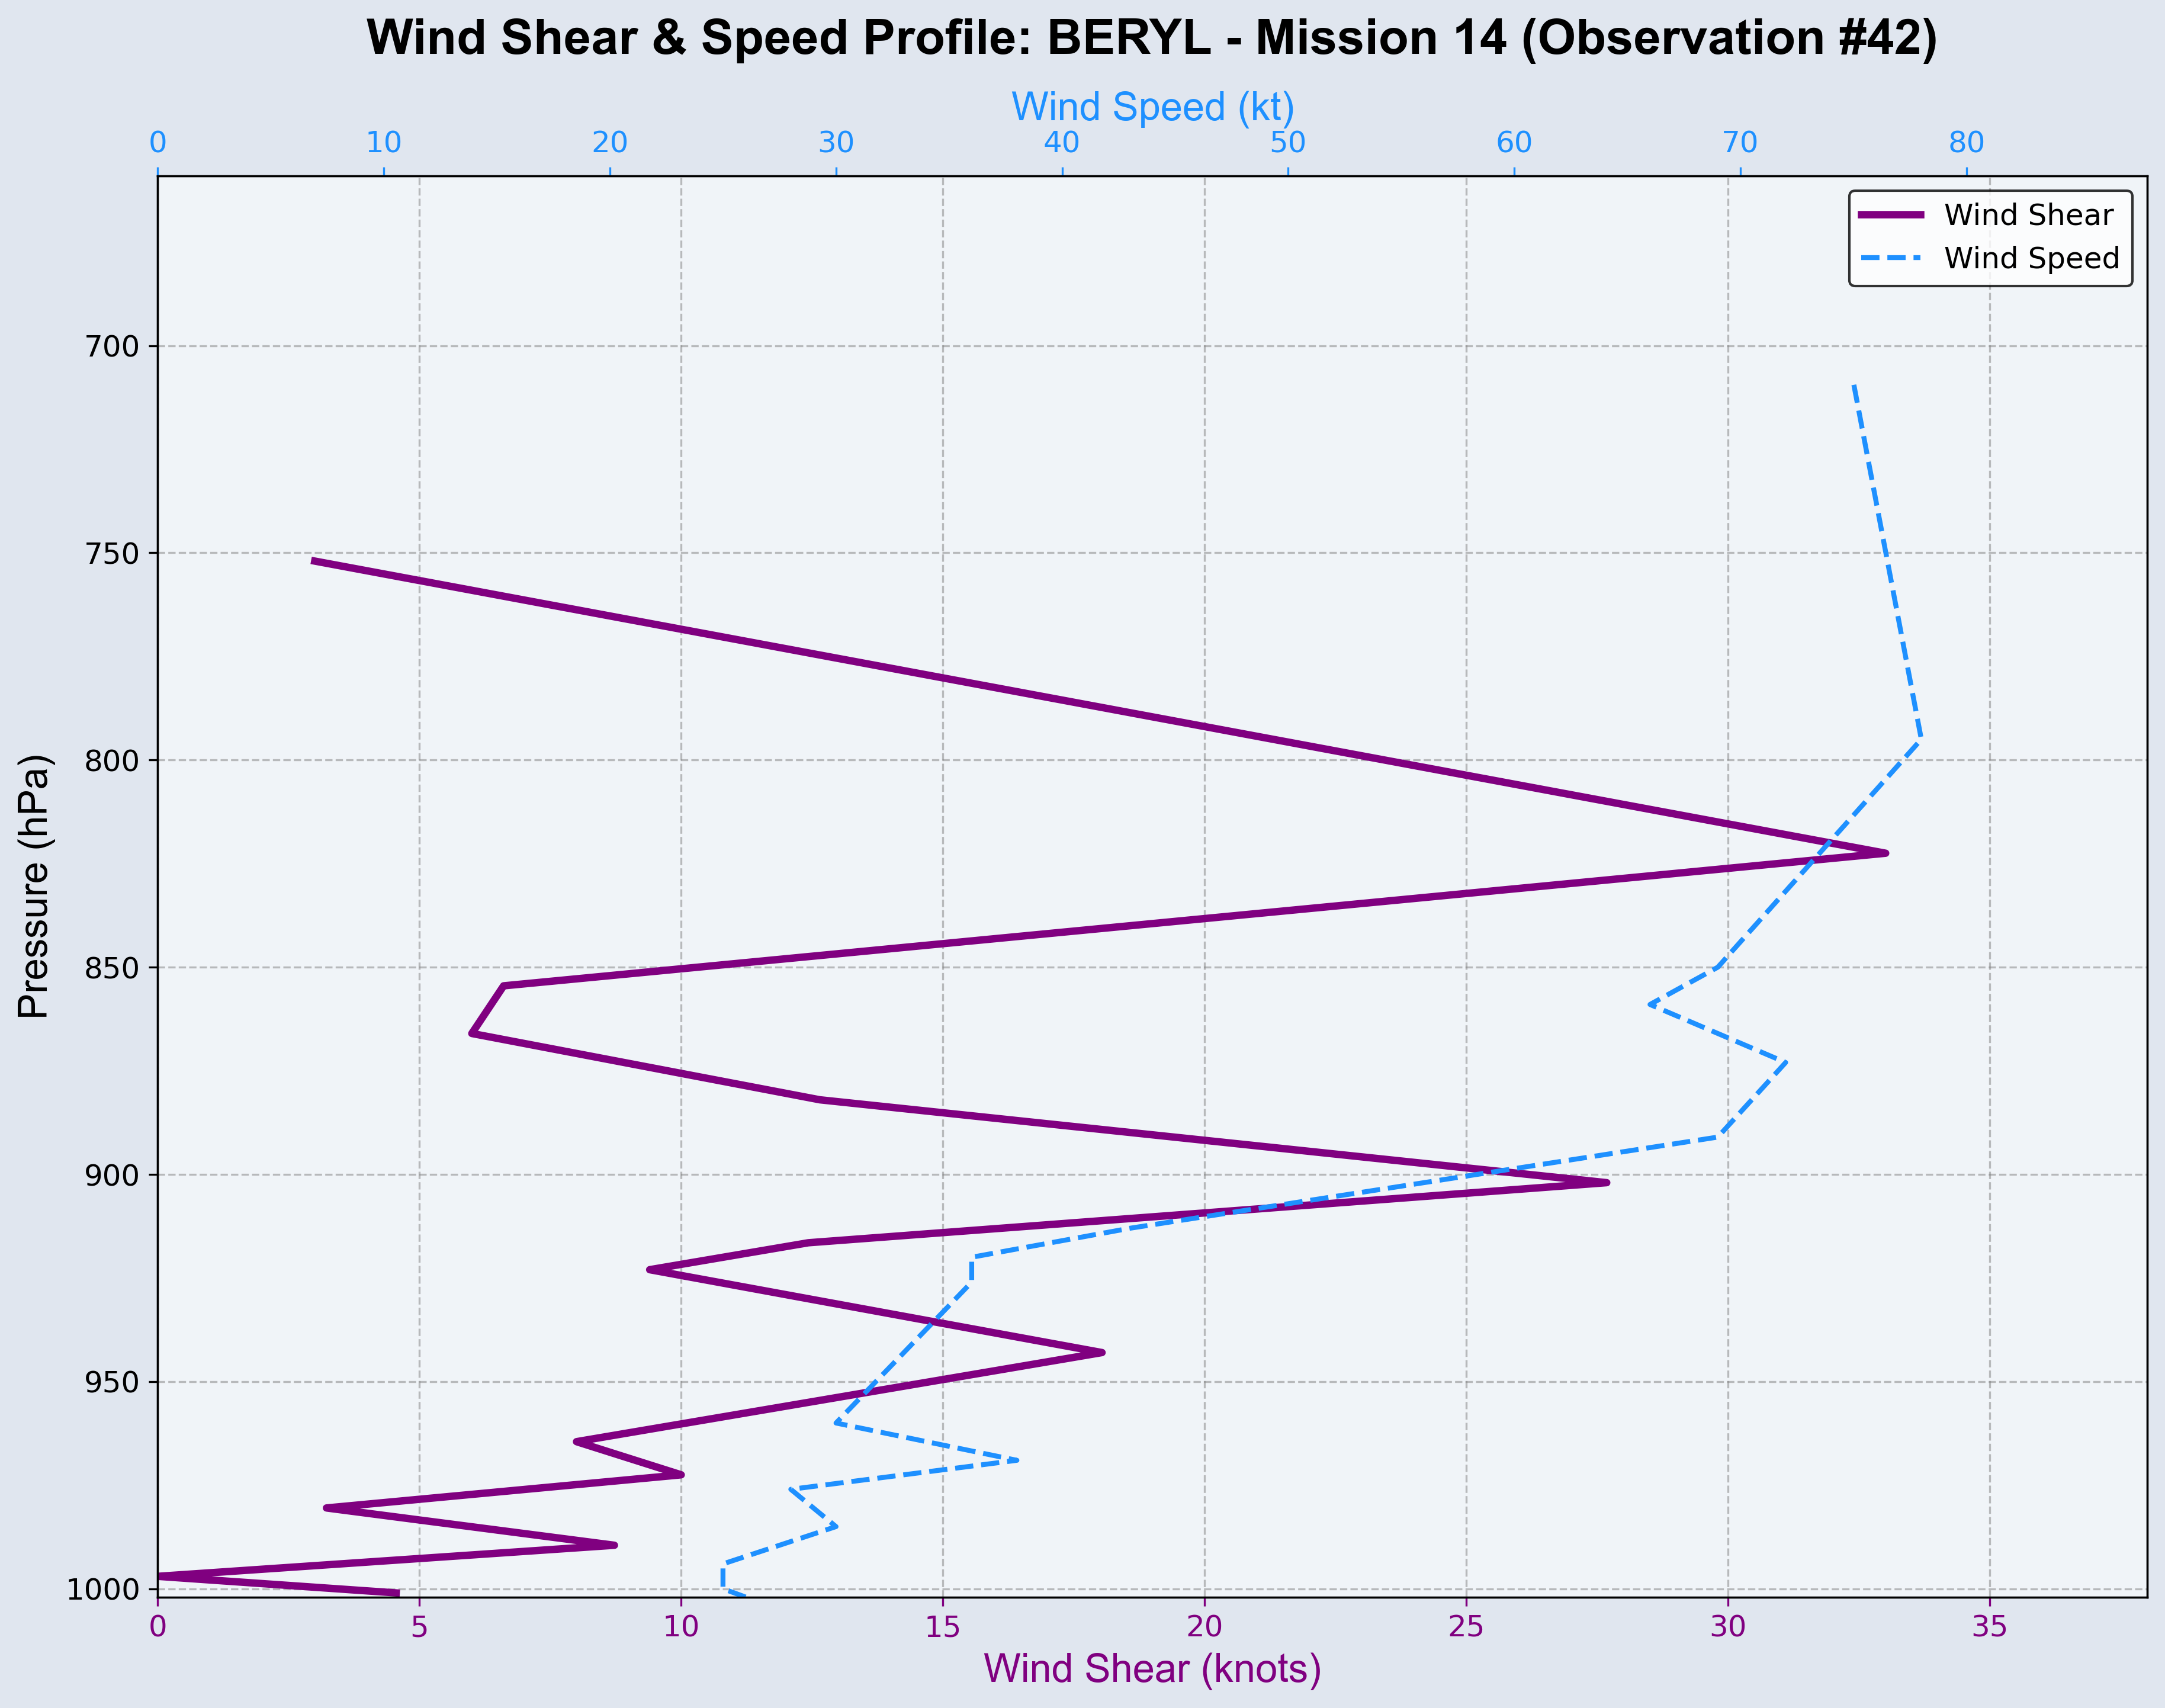 Wind Shear & Speed Profile: BERYL - Mission 14 (Observation #42)
Wind Speed (kt)
0 10 20 30 40 50 60 70 80
Wind Shear
Wind Speed
700
750
800
850
900
950
1000
Pressure (hPa)
0 5 10 15 20 25 30 35
Wind Shear (knots)